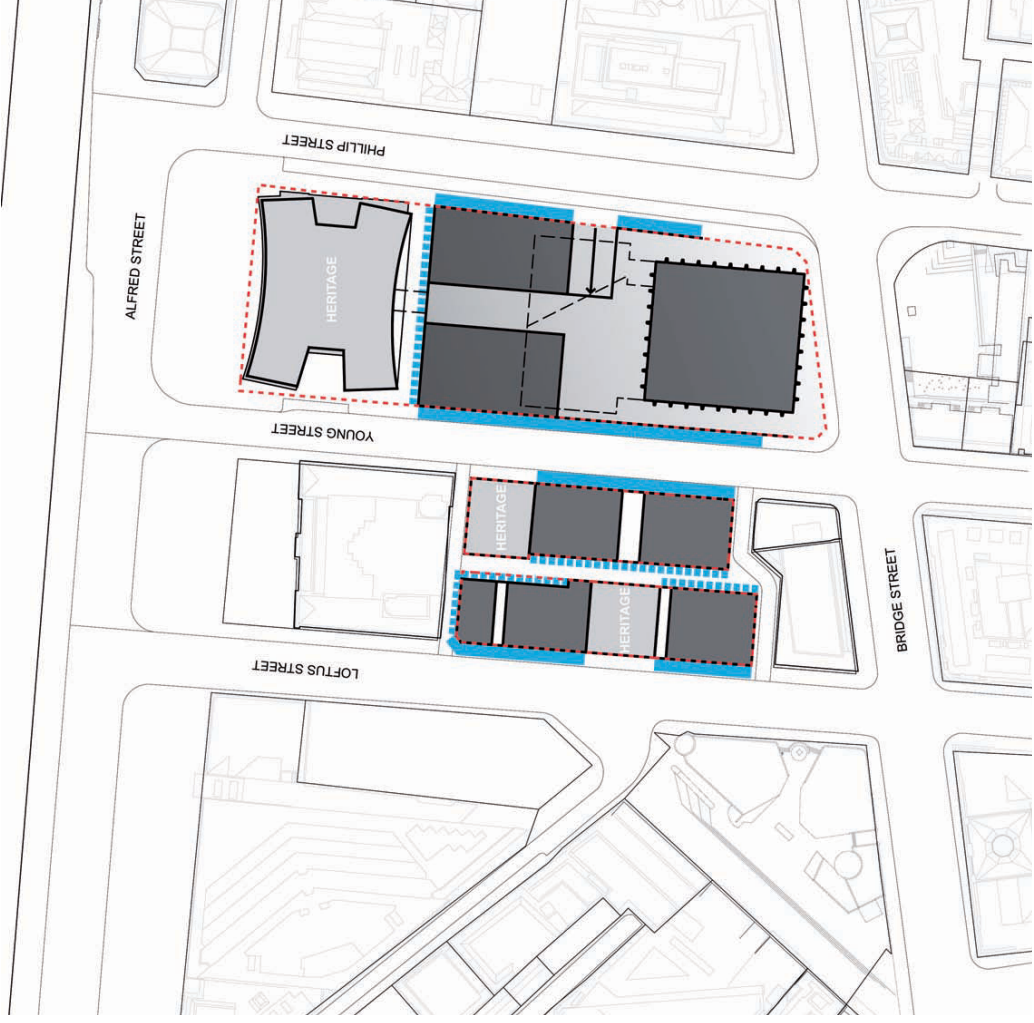 PHILLIP STREET
ALFRED STREET
HERITAGE
YOUNG STREET
HERITAGE
HERITAGE
BRIDGE STREET
LOFTUS STREET